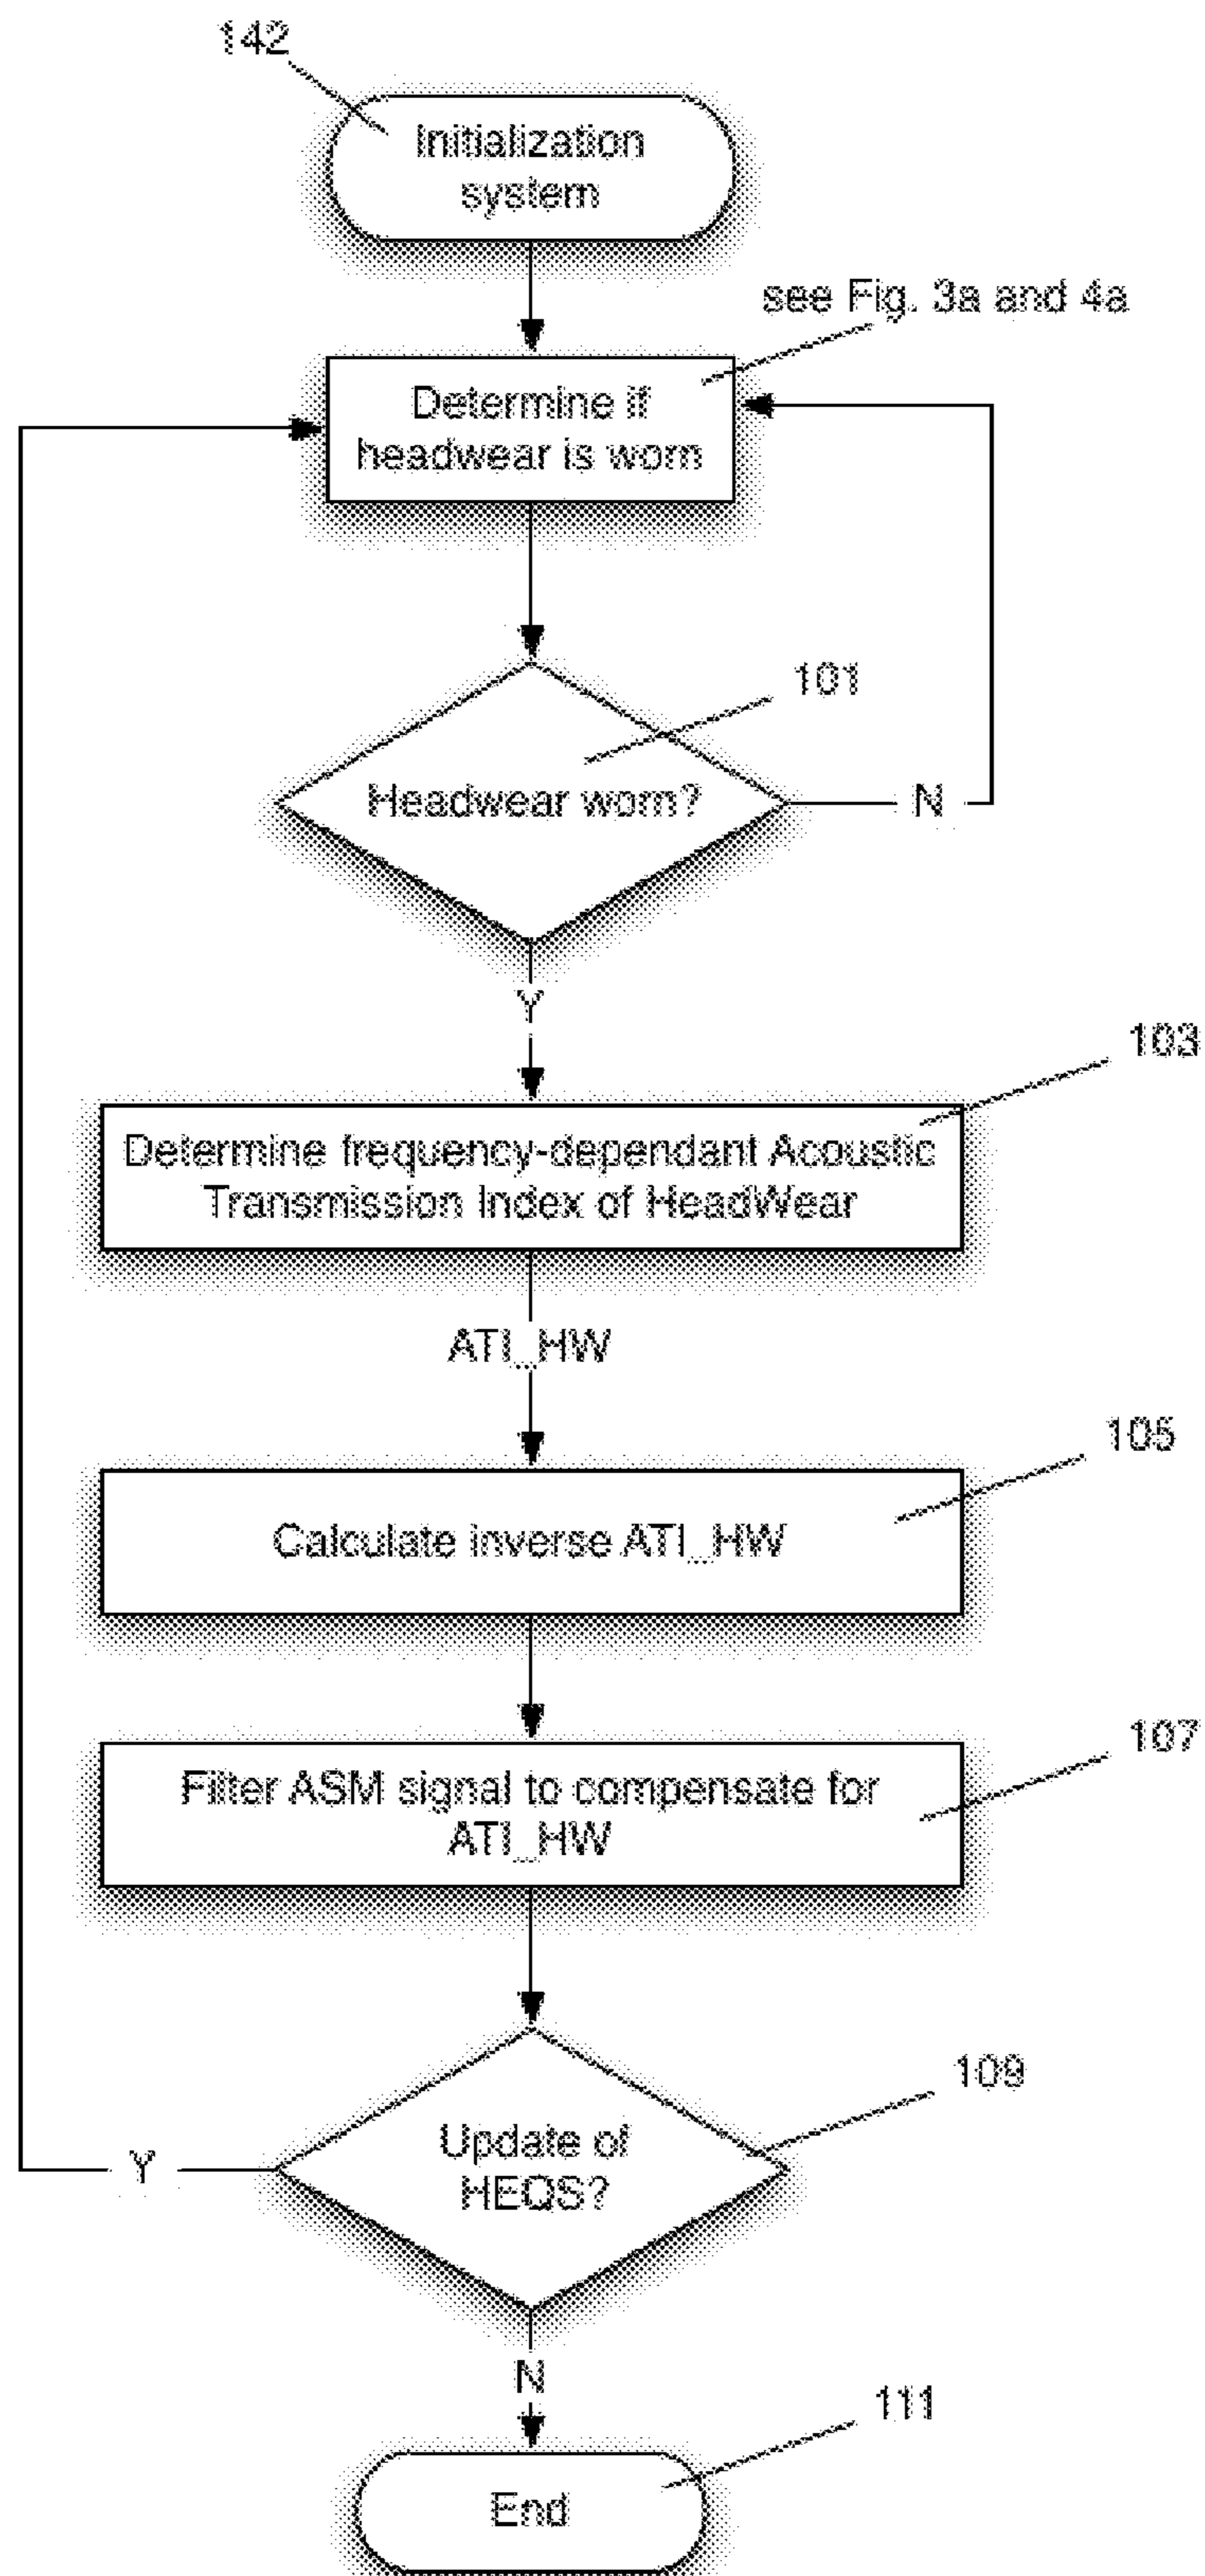 142
Initialization
system
see Fig. 3a and 4a
Determine if
headwear is worn
101
Headwear worn?
N
Y
103
Determine frequency-dependant Acoustic
Transmission Index of HeadWear
ATI_HW
105
Calculate inverse ATI_HW
107
Filter ASM signal to compensate for
ATI_HW
109
Update of
HEQS?
Y
N
111
End